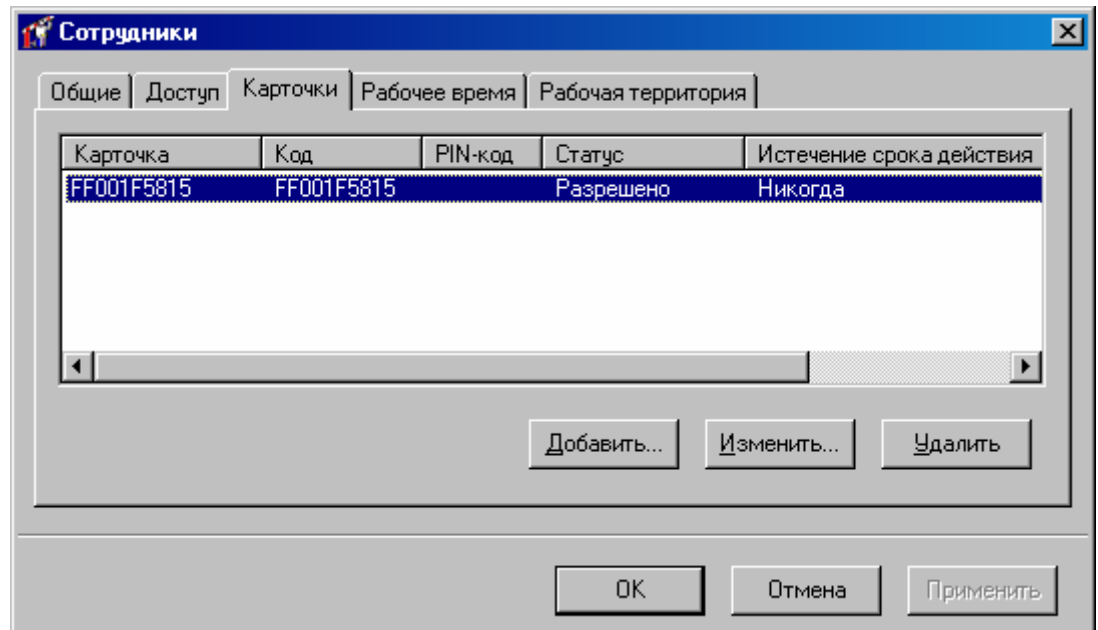 Сотрудники
Общие Доступ Карточки Рабочее время Рабочая территория
Карточка Код PIN-код Статус Истечение срока действия
FF001F5815 FF001F5815 Разрешено Никогда
Добавить... Изменить... Удалить
OK Отмена Применить